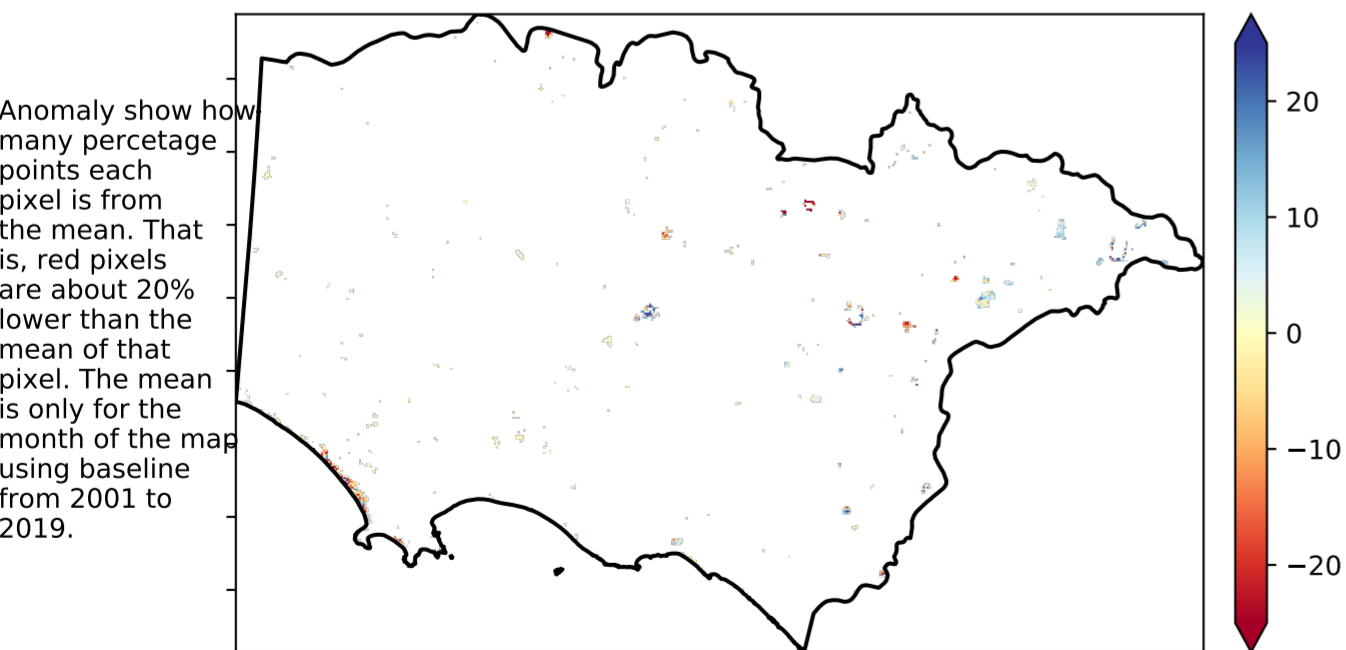 Anomaly show how
many percetage
points each
pixel is from
the mean. That
is, red pixels
are about 20%
lower than the
mean of that
pixel. The mean
is only for the
month of the map
using baseline
from 2001 to
2019.
20
10
0
−10
−20